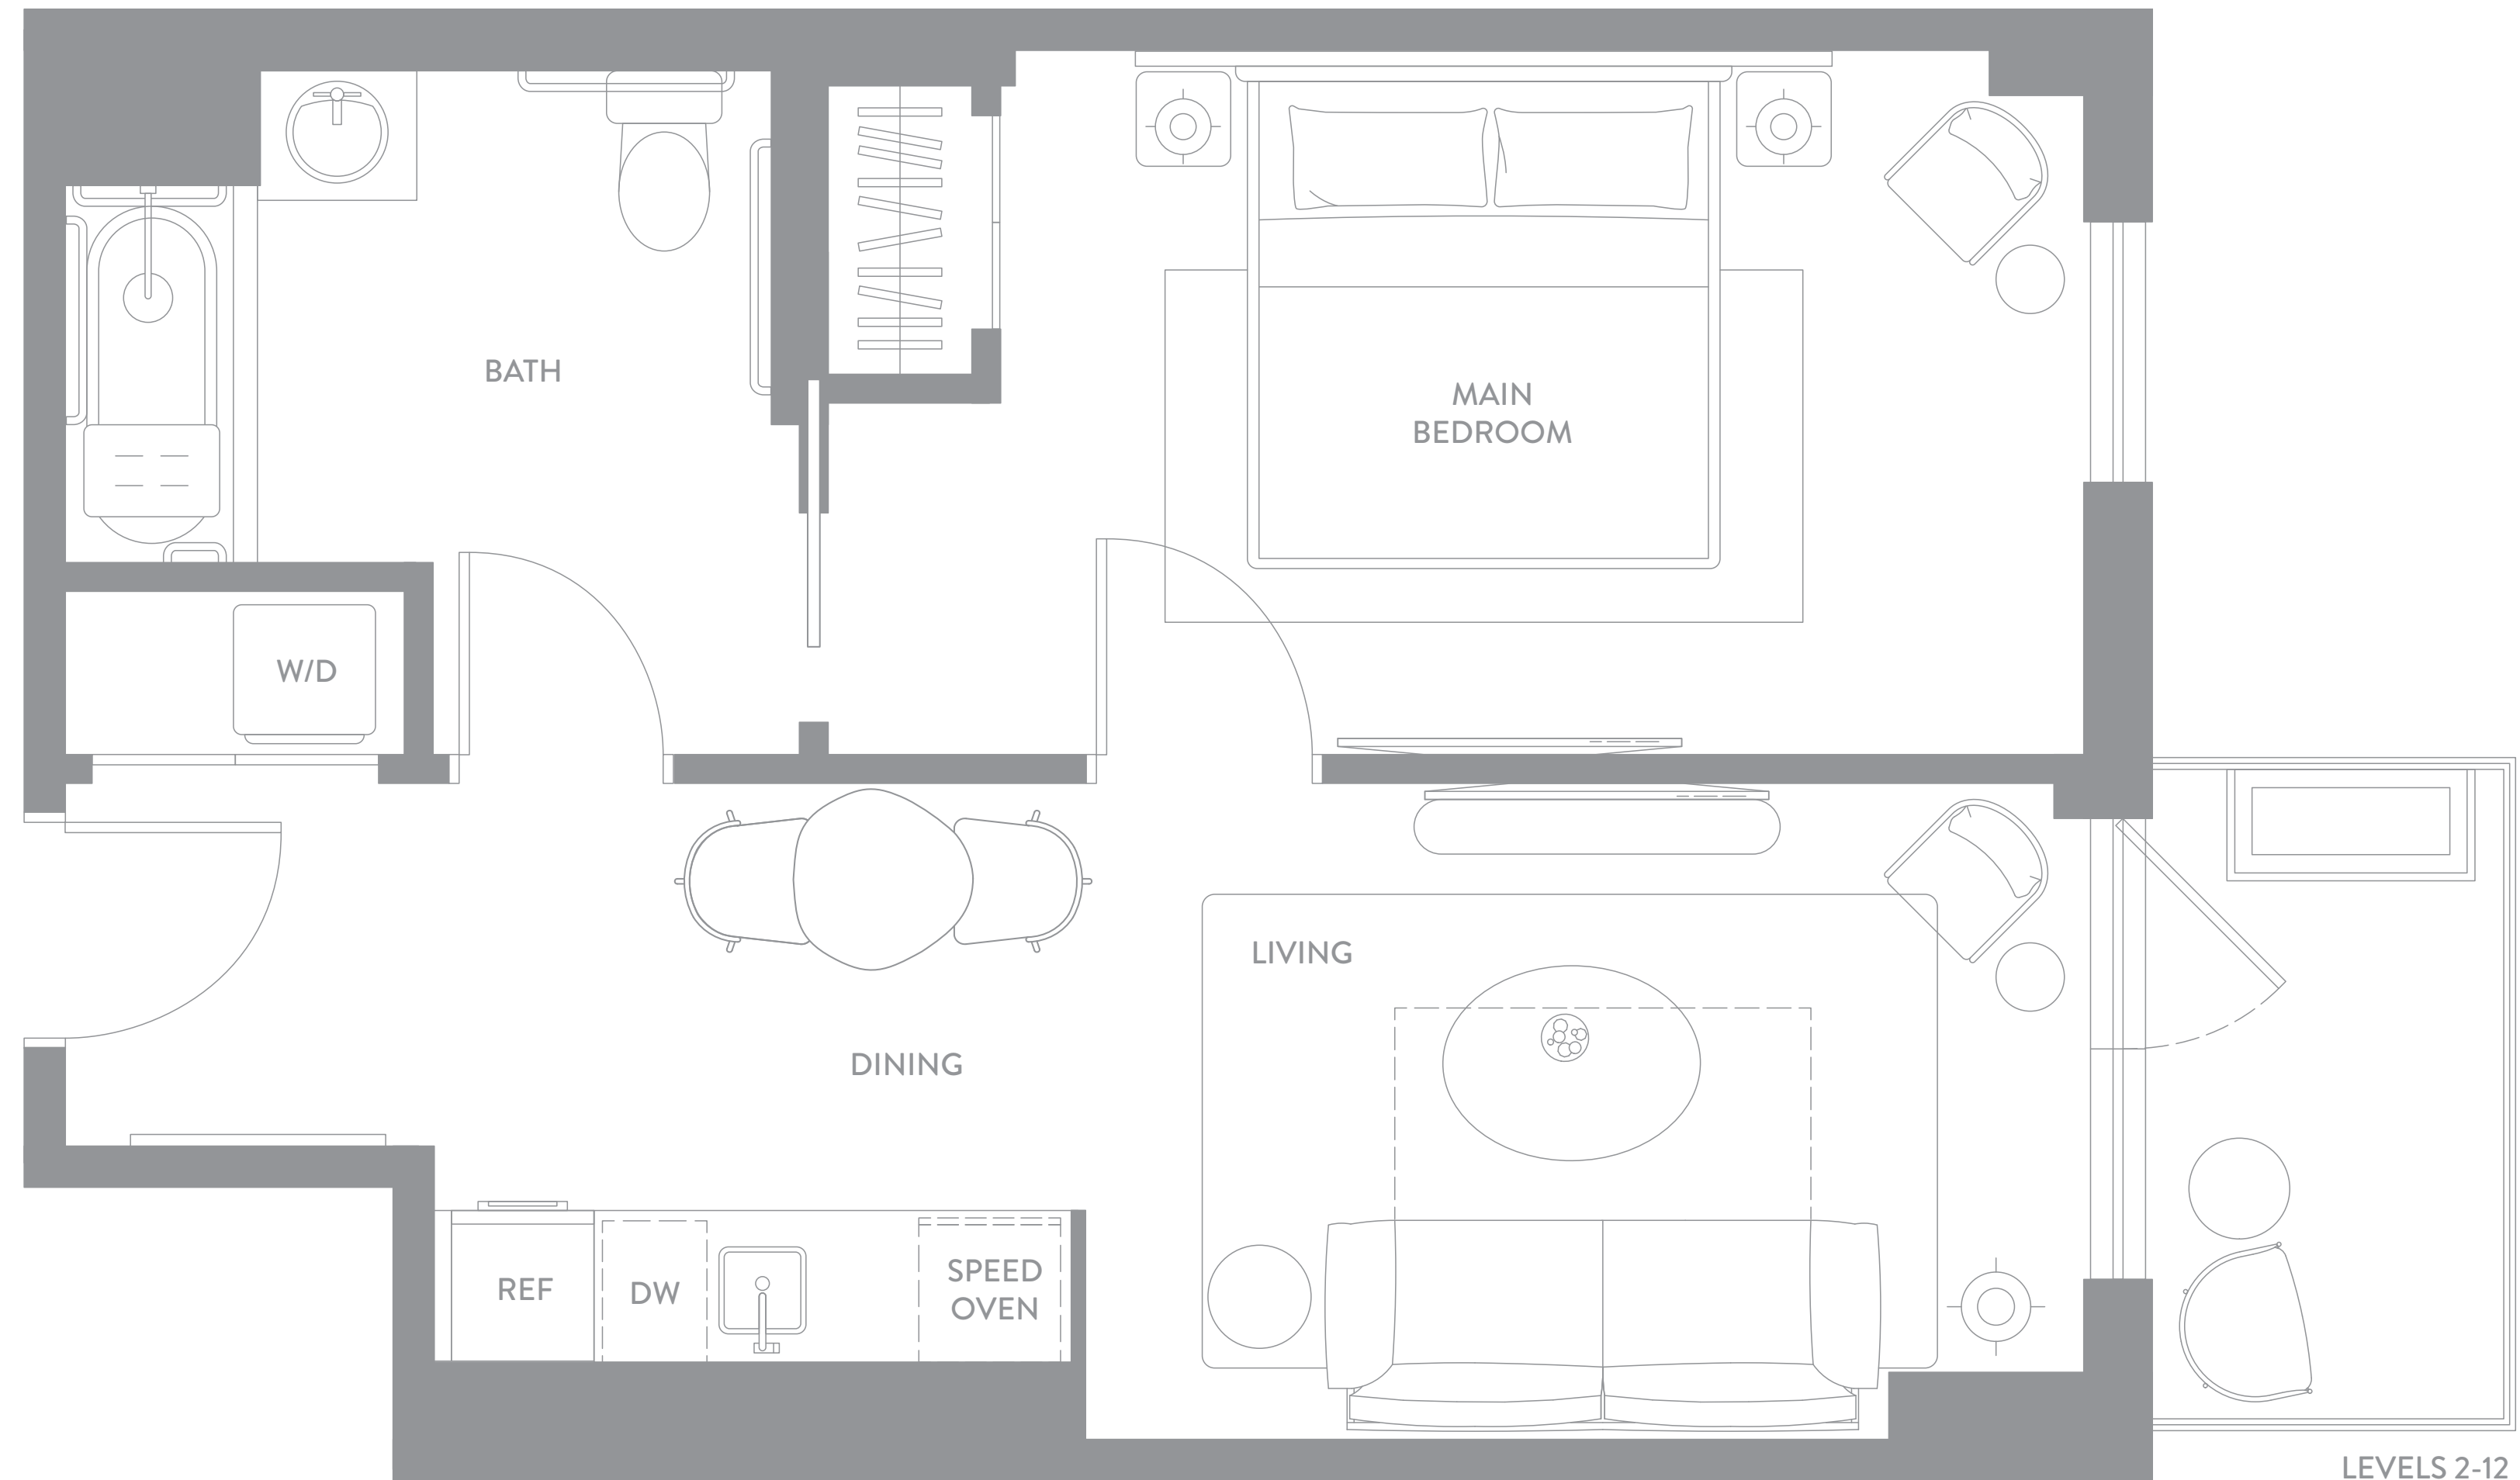 BATH
MAIN
BEDROOM
W/D
LIVING
DINING
REF
DW
SPEED
OVEN
LEVELS 2-12